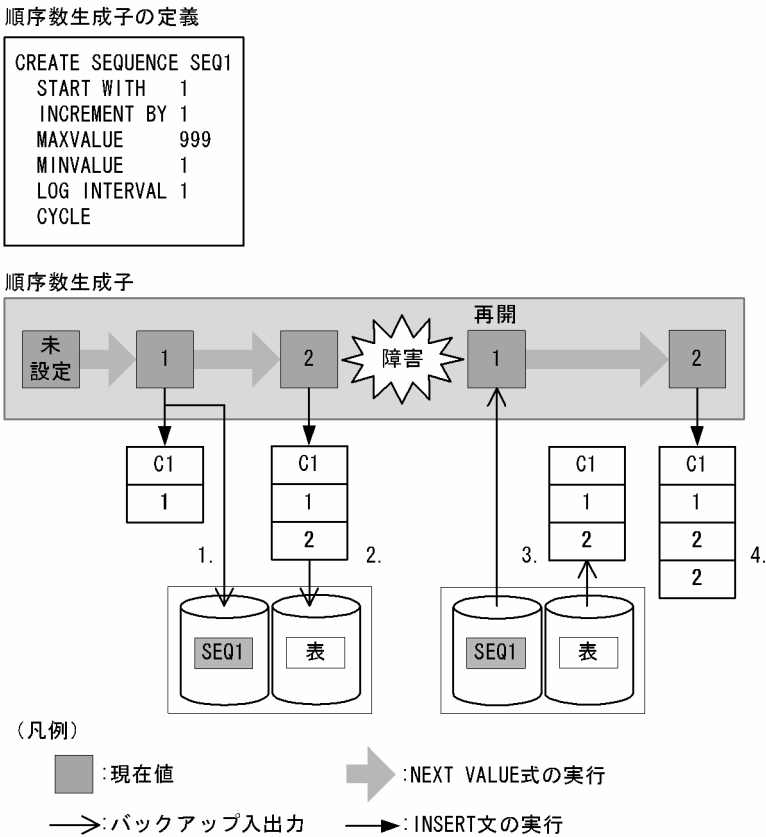 順序数生成子の定義
CREATE SEQUENCE SEQ1
START WITH 1
INCREMENT BY 1
MAXVALUE 999
MINVALUE 1
LOG INTERVAL 1
CYCLE
順序数生成子
再開
未
設定
1
2
障害
1
2
C1
1
C1
1
2
C1
1
2
C1
1
2
2
1.
2.
3.
4.
SEQ1
表
SEQ1
表
(凡例)
:現在値
:NEXT VALUE式の実行
:バックアップ入出力
:INSERT文の実行